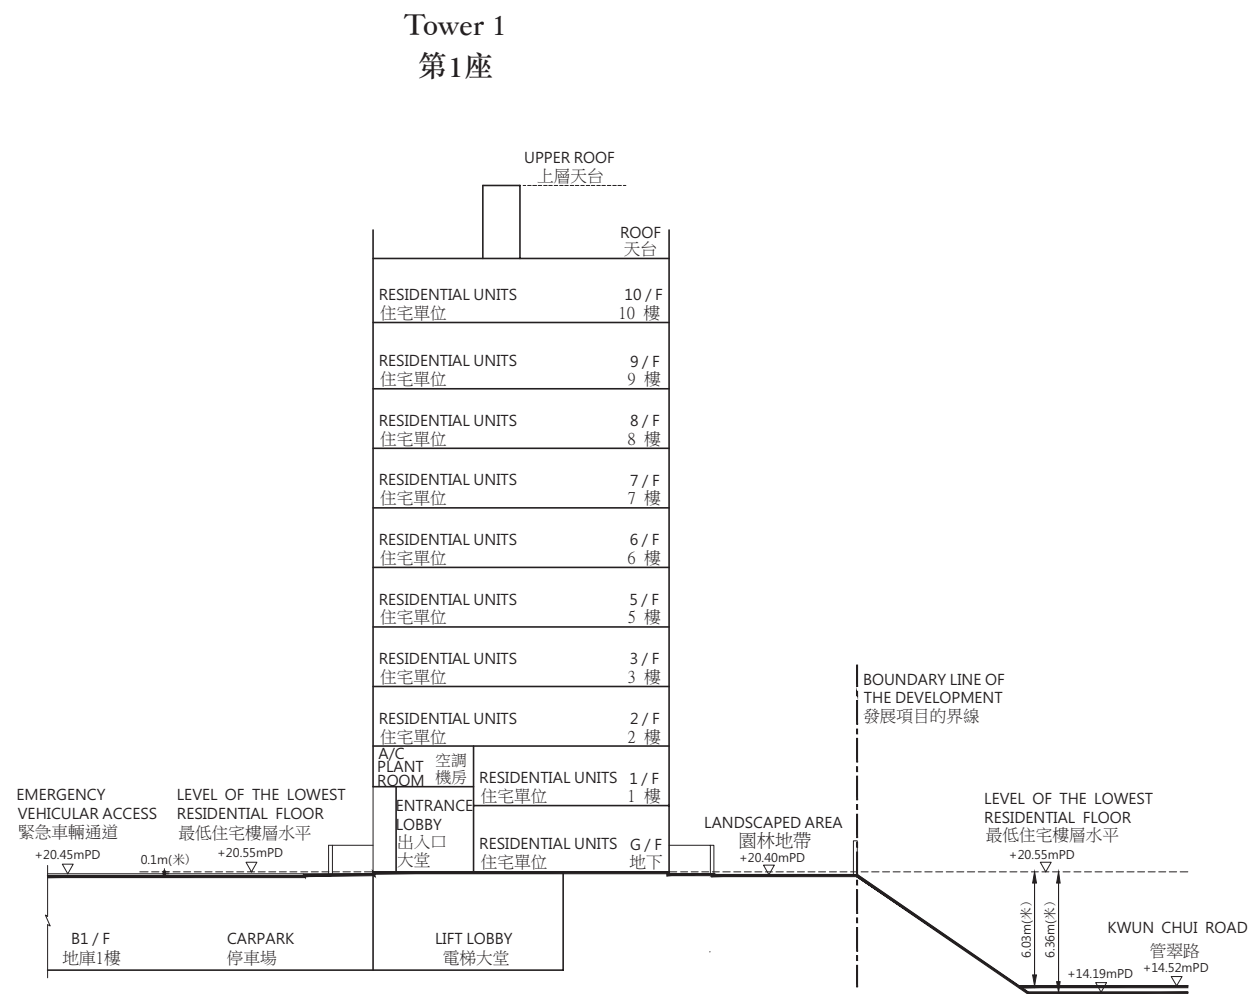 Tower 1
第1座
UPPER ROOF
上層天台
ROOF
天台
RESIDENTIAL UNITS 10 / F
住宅單位 10 樓
RESIDENTIAL UNITS 9 / F
住宅單位 9 樓
RESIDENTIAL UNITS 8 / F
住宅單位 8 樓
RESIDENTIAL UNITS 7 / F
住宅單位 7 樓
RESIDENTIAL UNITS 6 / F
住宅單位 6 樓
RESIDENTIAL UNITS 5 / F
住宅單位 5 樓
RESIDENTIAL UNITS 3 / F
住宅單位 3 樓
RESIDENTIAL UNITS 2 / F
住宅單位 2 樓
A/C
PLANT
ROOM
空調
機房
RESIDENTIAL UNITS 1 / F
住宅單位 1 樓
ENTRANCE
LOBBY
出入口
大堂
RESIDENTIAL UNITS G / F
住宅單位 地下
EMERGENCY
VEHICULAR ACCESS
緊急車輛通道
+20.45mPD
0.1m(米)
LEVEL OF THE LOWEST
RESIDENTIAL FLOOR
最低住宅樓層水平
+20.55mPD
B1 / F
地庫1樓
CARPARK
停車場
LIFT LOBBY
電梯大堂
LANDSCAPED AREA
園林地帶
+20.40mPD
BOUNDARY LINE OF
THE DEVELOPMENT
發展項目的界線
LEVEL OF THE LOWEST
RESIDENTIAL FLOOR
最低住宅樓層水平
+20.55mPD
6.03m(米)
6.36m(米)
KWUN CHUI ROAD
管翠路
+14.52mPD
+14.19mPD